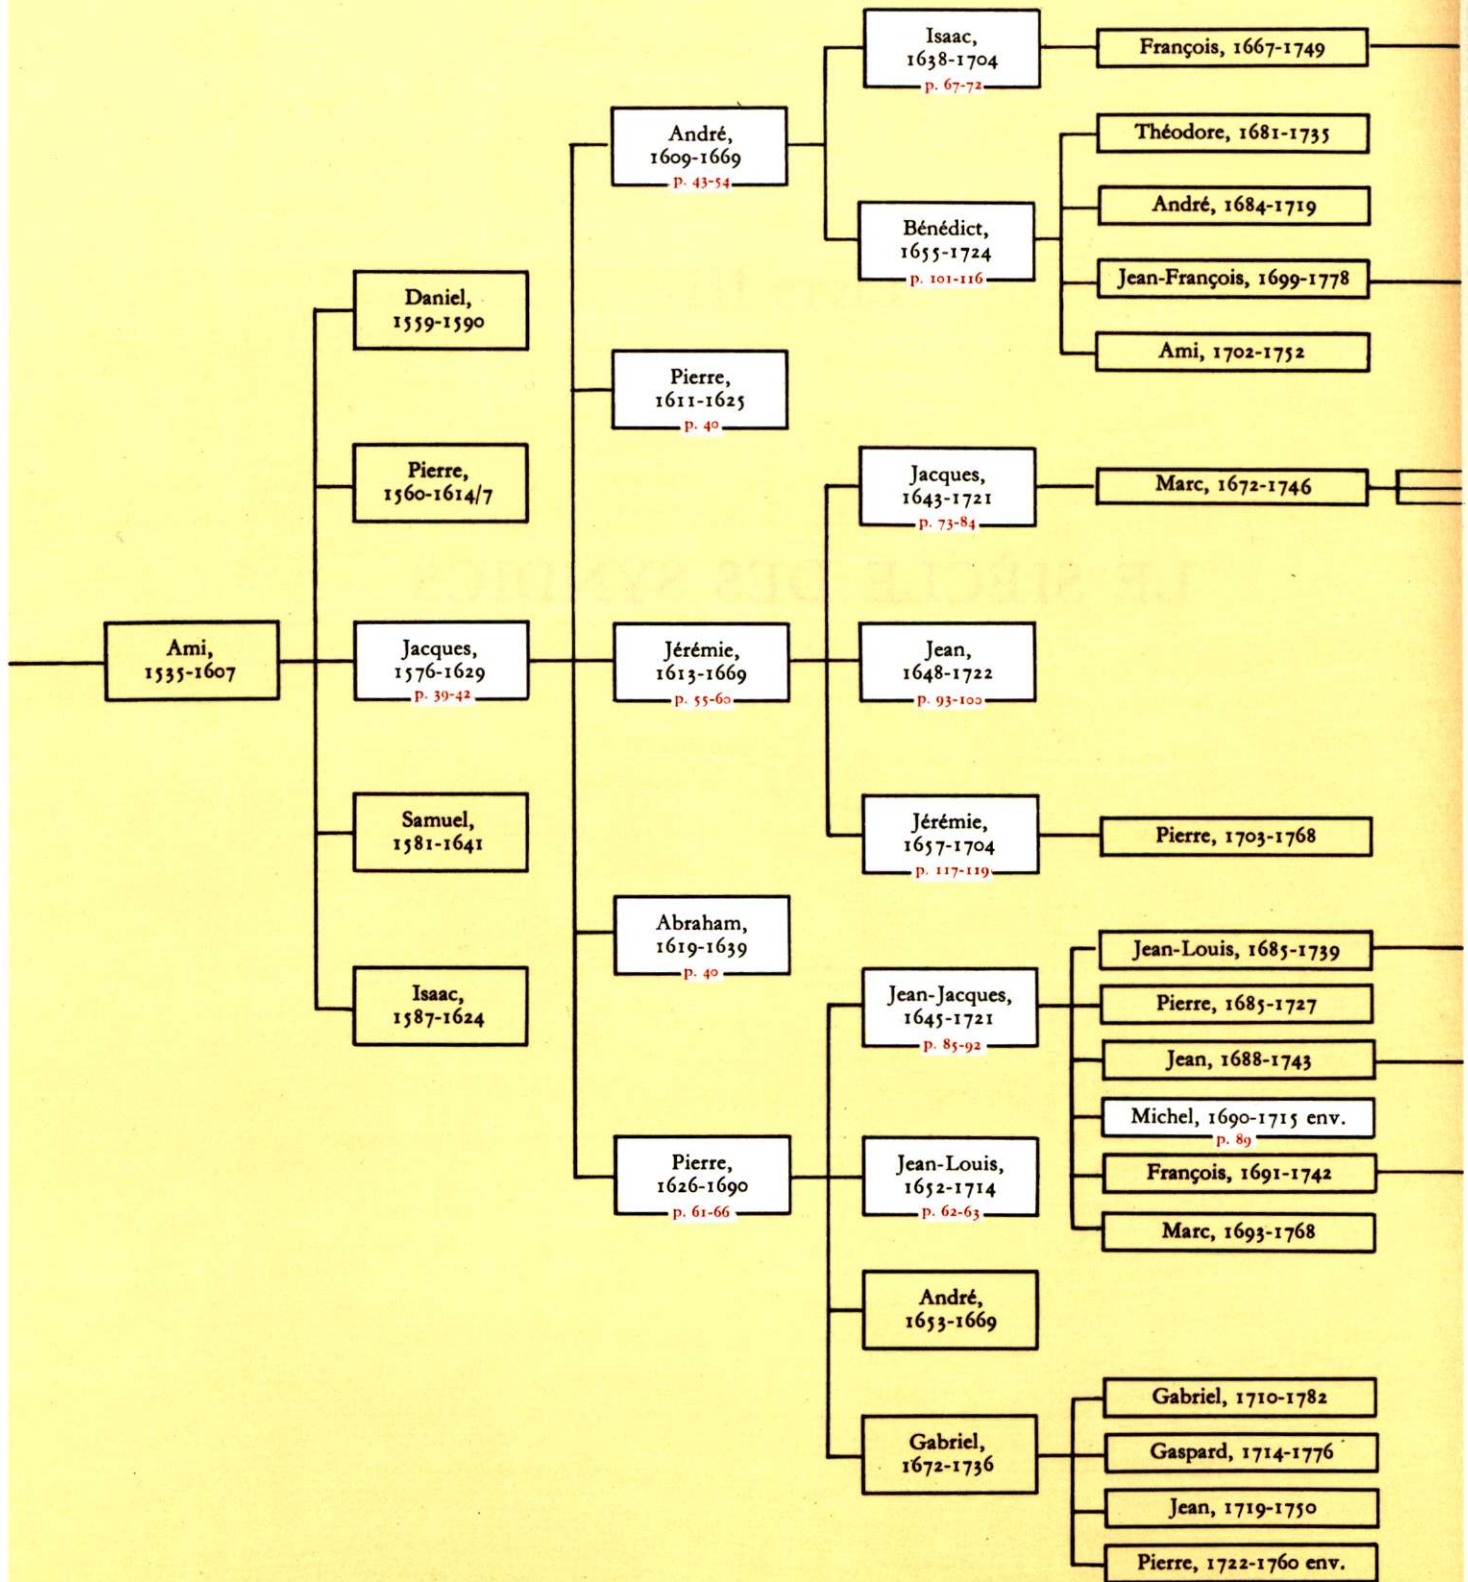 Ami,
1535-1607
Daniel,
1559-1590
Pierre,
1560-1614/7
Jacques,
1576-1629
p. 39-42
Samuel,
1581-1641
Isaac,
1587-1624
André,
1609-1669
p. 43-54
Pierre,
1611-1625
p. 40
Jérémie,
1613-1669
p. 55-60
Abraham,
1619-1639
p. 40
Pierre,
1626-1690
p. 61-66
Isaac,
1638-1704
p. 67-72
Bénédict,
1655-1724
p. 101-116
Jacques,
1643-1721
p. 73-84
Jean,
1648-1722
p. 93-100
Jérémie,
1657-1704
p. 117-119
Jean-Jacques,
1645-1721
p. 85-92
Jean-Louis,
1652-1714
p. 62-63
André,
1653-1669
Gabriel,
1672-1736
François, 1667-1749
Théodore, 1681-1735
André, 1684-1719
Jean-François, 1699-1778
Ami, 1702-1752
Marc, 1672-1746
Pierre, 1703-1768
Jean-Louis, 1685-1739
Pierre, 1685-1727
Jean, 1688-1743
Michel, 1690-1715 env.
p. 89
François, 1691-1742
Marc, 1693-1768
Gabriel, 1710-1782
Gaspard, 1714-1776
Jean, 1719-1750
Pierre, 1722-1760 env.
LE SIÈCLE DES SYNDICS